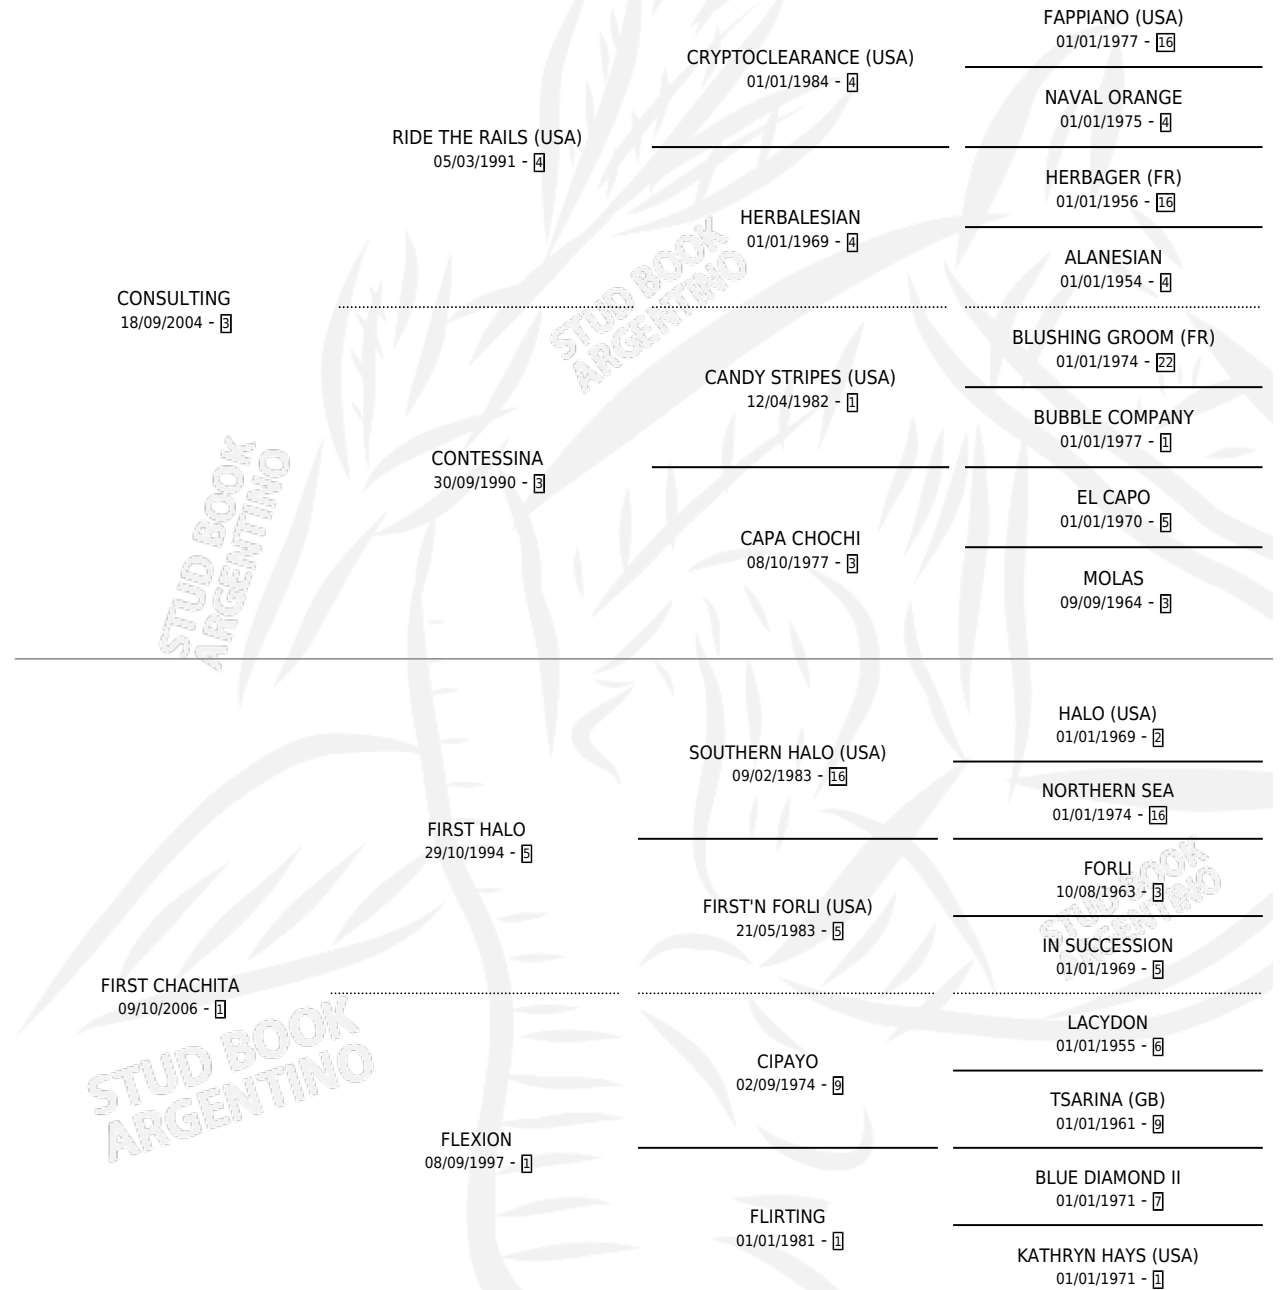 FAPPIANO (USA)
01/01/1977 - 16
CRYPTOCLEARANCE (USA)
01/01/1984 - 4
NAVAL ORANGE
01/01/1975 - 4
RIDE THE RAILS (USA)
05/03/1991 - 4
HERBAGER (FR)
01/01/1956 - 16
HERBALESIAN
01/01/1969 - 4
ALANESIAN
01/01/1954 - 4
CONSULTING
18/09/2004 - 3
BLUSHING GROOM (FR)
01/01/1974 - 22
CANDY STRIPES (USA)
12/04/1982 - 1
BUBBLE COMPANY
01/01/1977 - 1
CONTESSINA
30/09/1990 - 3
EL CAPO
01/01/1970 - 5
CAPA CHOCHI
08/10/1977 - 3
MOLAS
09/09/1964 - 3
HALO (USA)
01/01/1969 - 2
SOUTHERN HALO (USA)
09/02/1983 - 16
NORTHERN SEA
01/01/1974 - 16
FIRST HALO
29/10/1994 - 5
FORLI
10/08/1963 - 3
FIRST'N FORLI (USA)
21/05/1983 - 5
IN SUCCESSION
01/01/1969 - 5
FIRST CHACHITA
09/10/2006 - 1
LACYDON
01/01/1955 - 6
CIPAYO
02/09/1974 - 9
TSARINA (GB)
01/01/1961 - 9
FLEXION
08/09/1997 - 1
BLUE DIAMOND II
01/01/1971 - 7
FLIRTING
01/01/1981 - 1
KATHRYN HAYS (USA)
01/01/1971 - 1
STUD BOOK
ARGENTINO
STUD BOOK
ARGENTINO
STUD BOOK
ARGENTINO
STUD BOOK
ARGENTINO